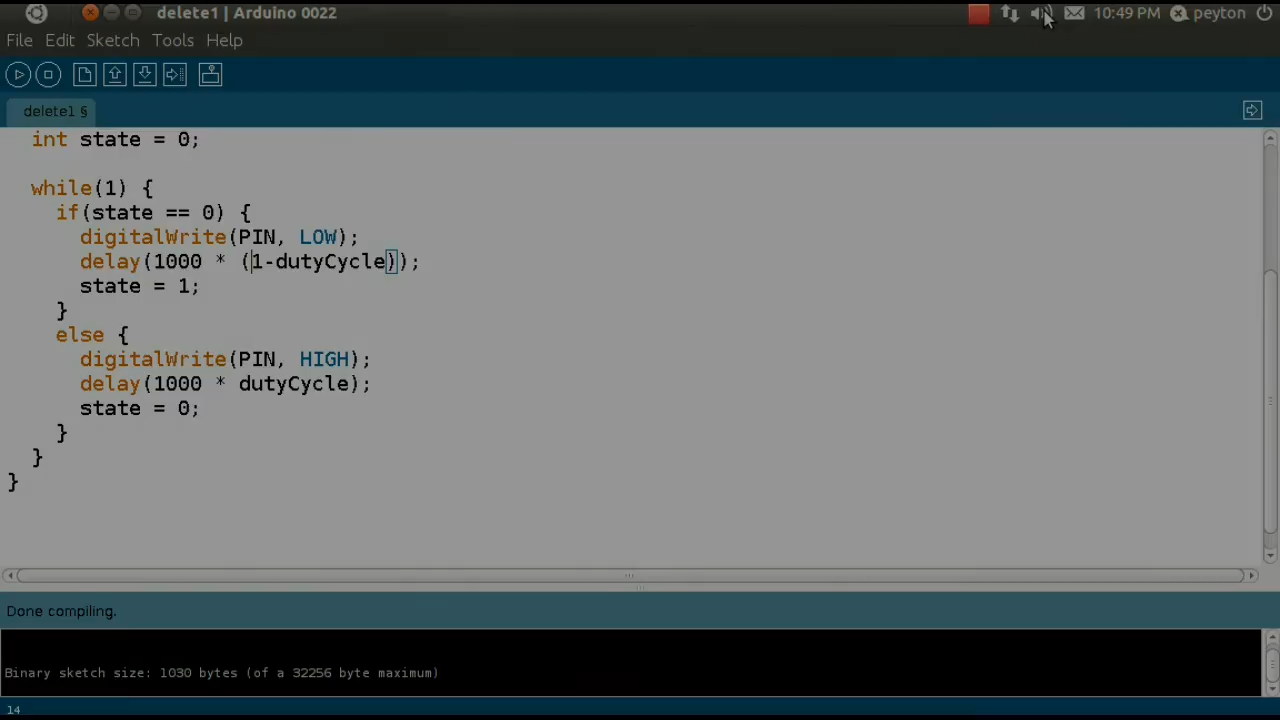 delete1 | Arduino 0022
10:49 PM peyton
File Edit Sketch Tools Help
delete1 §
int state = 0;
while(1) {
if(state == 0) {
digitalWrite(PIN, LOW);
delay(1000 * (1-dutyCycle));
state = 1;
}
else {
digitalWrite(PIN, HIGH);
delay(1000 * dutyCycle);
state = 0;
}
}
}
Done compiling.
Binary sketch size: 1030 bytes (of a 32256 byte maximum)
14